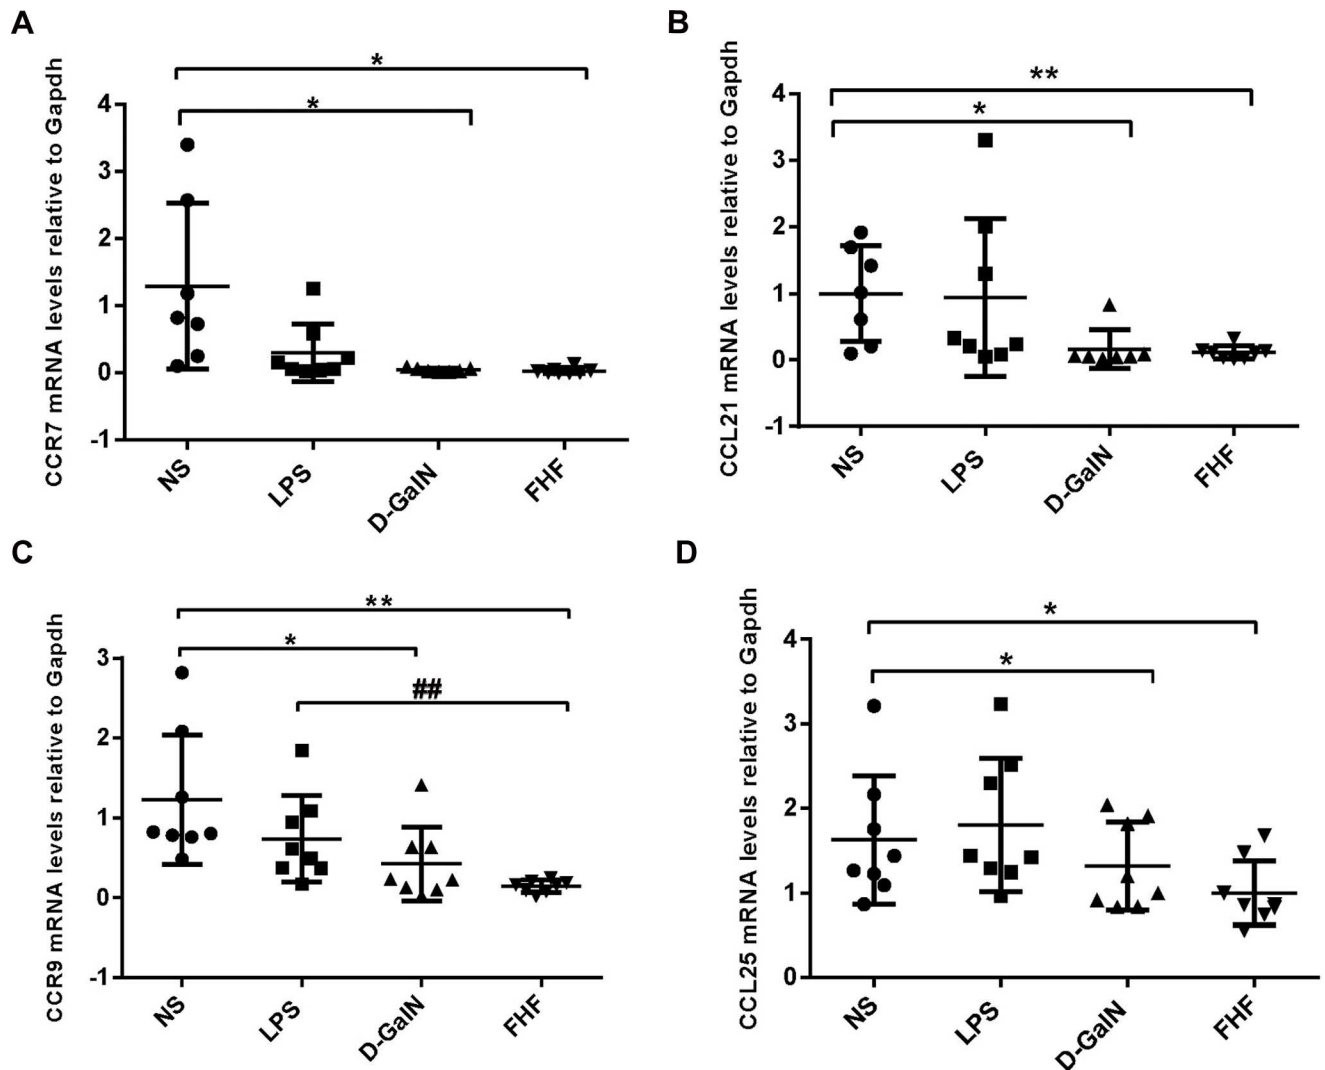 A
CCR7 mRNA levels relative to Gapdh
*
*
4
3
2
1
0
-1
NS
LPS
D-GalN
FHF
B
CCL21 mRNA levels relative to Gapdh
**
*
4
3
2
1
0
-1
NS
LPS
D-GalN
FHF
C
CCR9 mRNA levels relative to Gapdh
**
*
##
3
2
1
0
-1
NS
LPS
D-GalN
FHF
D
CCL25 mRNA levels relative to Gapdh
*
*
4
3
2
1
0
NS
LPS
D-GalN
FHF